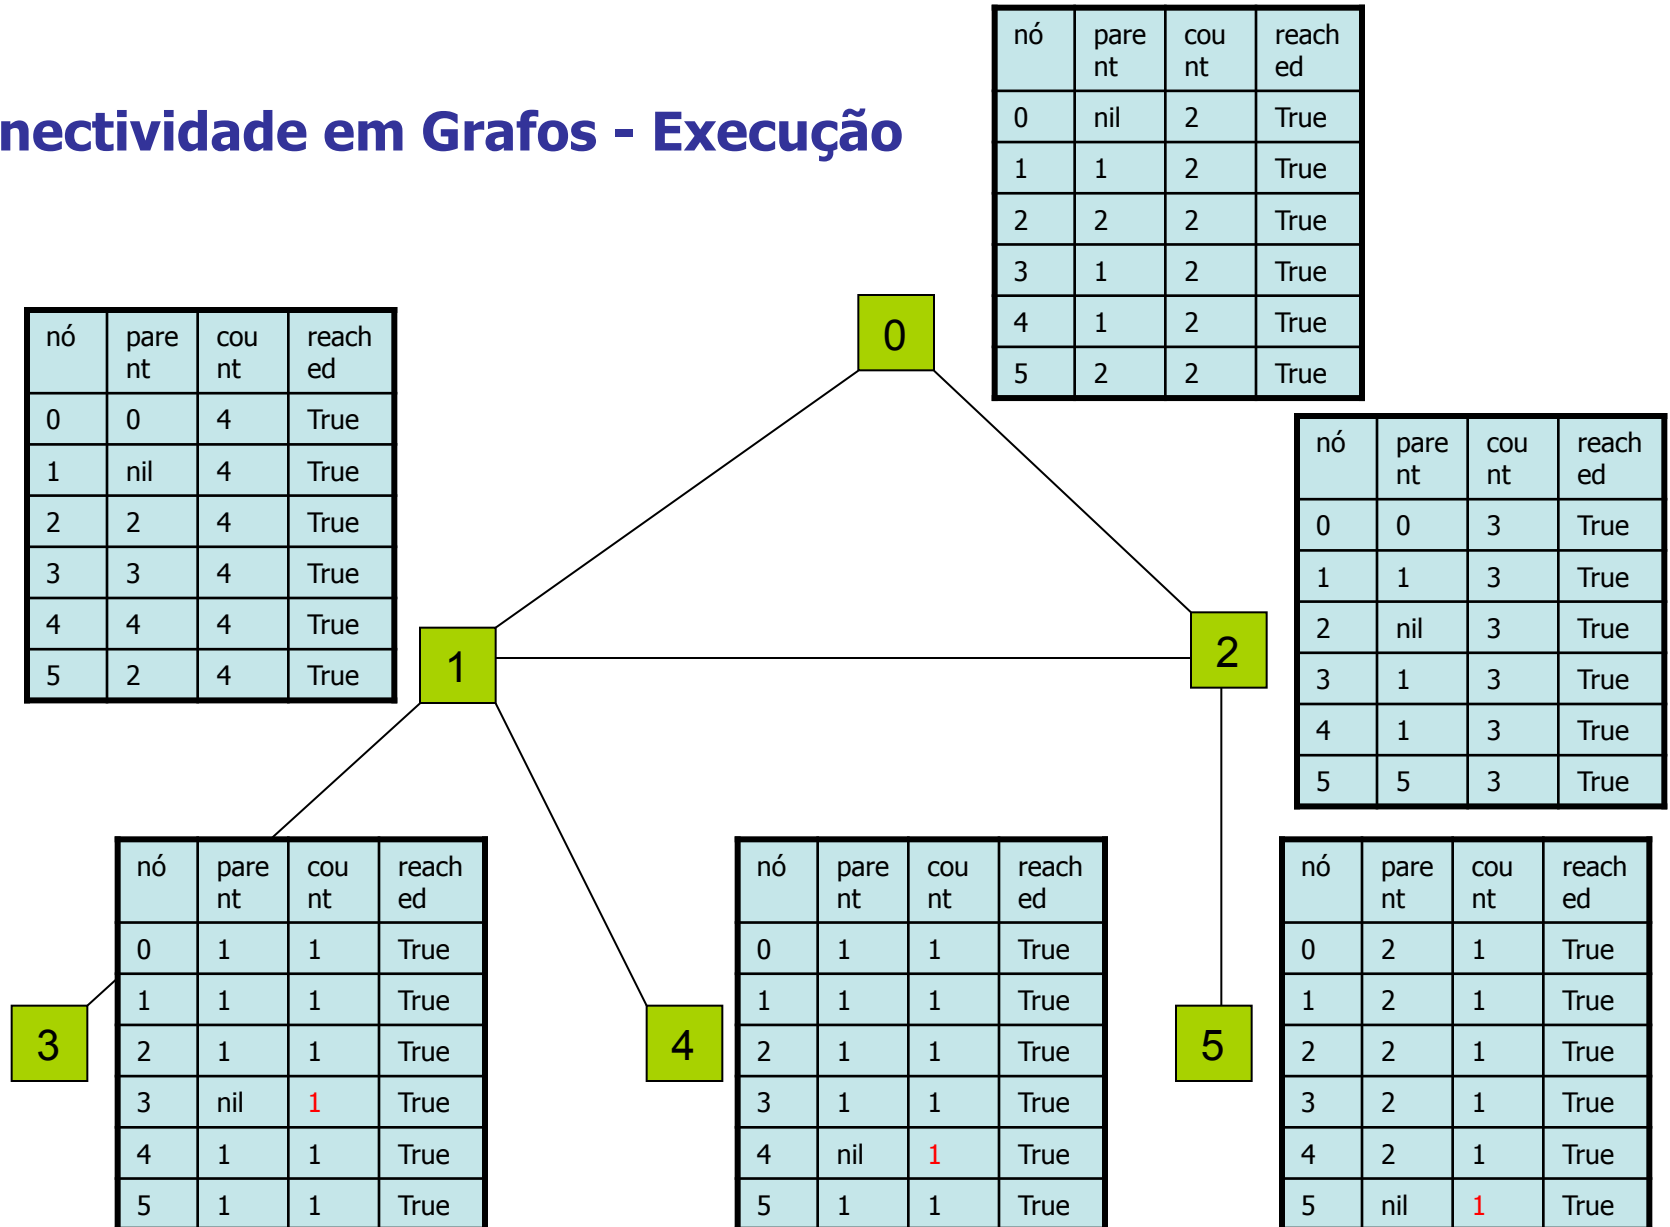 nectividade em Grafos - Execução
nó pare nt cou nt reach ed
0 nil 2 True
1 1 2 True
2 2 2 True
3 1 2 True
4 1 2 True
5 2 2 True
0
nó pare nt cou nt reach ed
0 0 4 True
1 nil 4 True
2 2 4 True
3 3 4 True
4 4 4 True
5 2 4 True
1
2
nó pare nt cou nt reach ed
0 0 3 True
1 1 3 True
2 nil 3 True
3 1 3 True
4 1 3 True
5 5 3 True
3
nó pare nt cou nt reach ed
0 1 1 True
1 1 1 True
2 1 1 True
3 nil 1 True
4 1 1 True
5 1 1 True
4
nó pare nt cou nt reach ed
0 1 1 True
1 1 1 True
2 1 1 True
3 1 1 True
4 nil 1 True
5 1 1 True
5
nó pare nt cou nt reach ed
0 2 1 True
1 2 1 True
2 2 1 True
3 2 1 True
4 2 1 True
5 nil 1 True